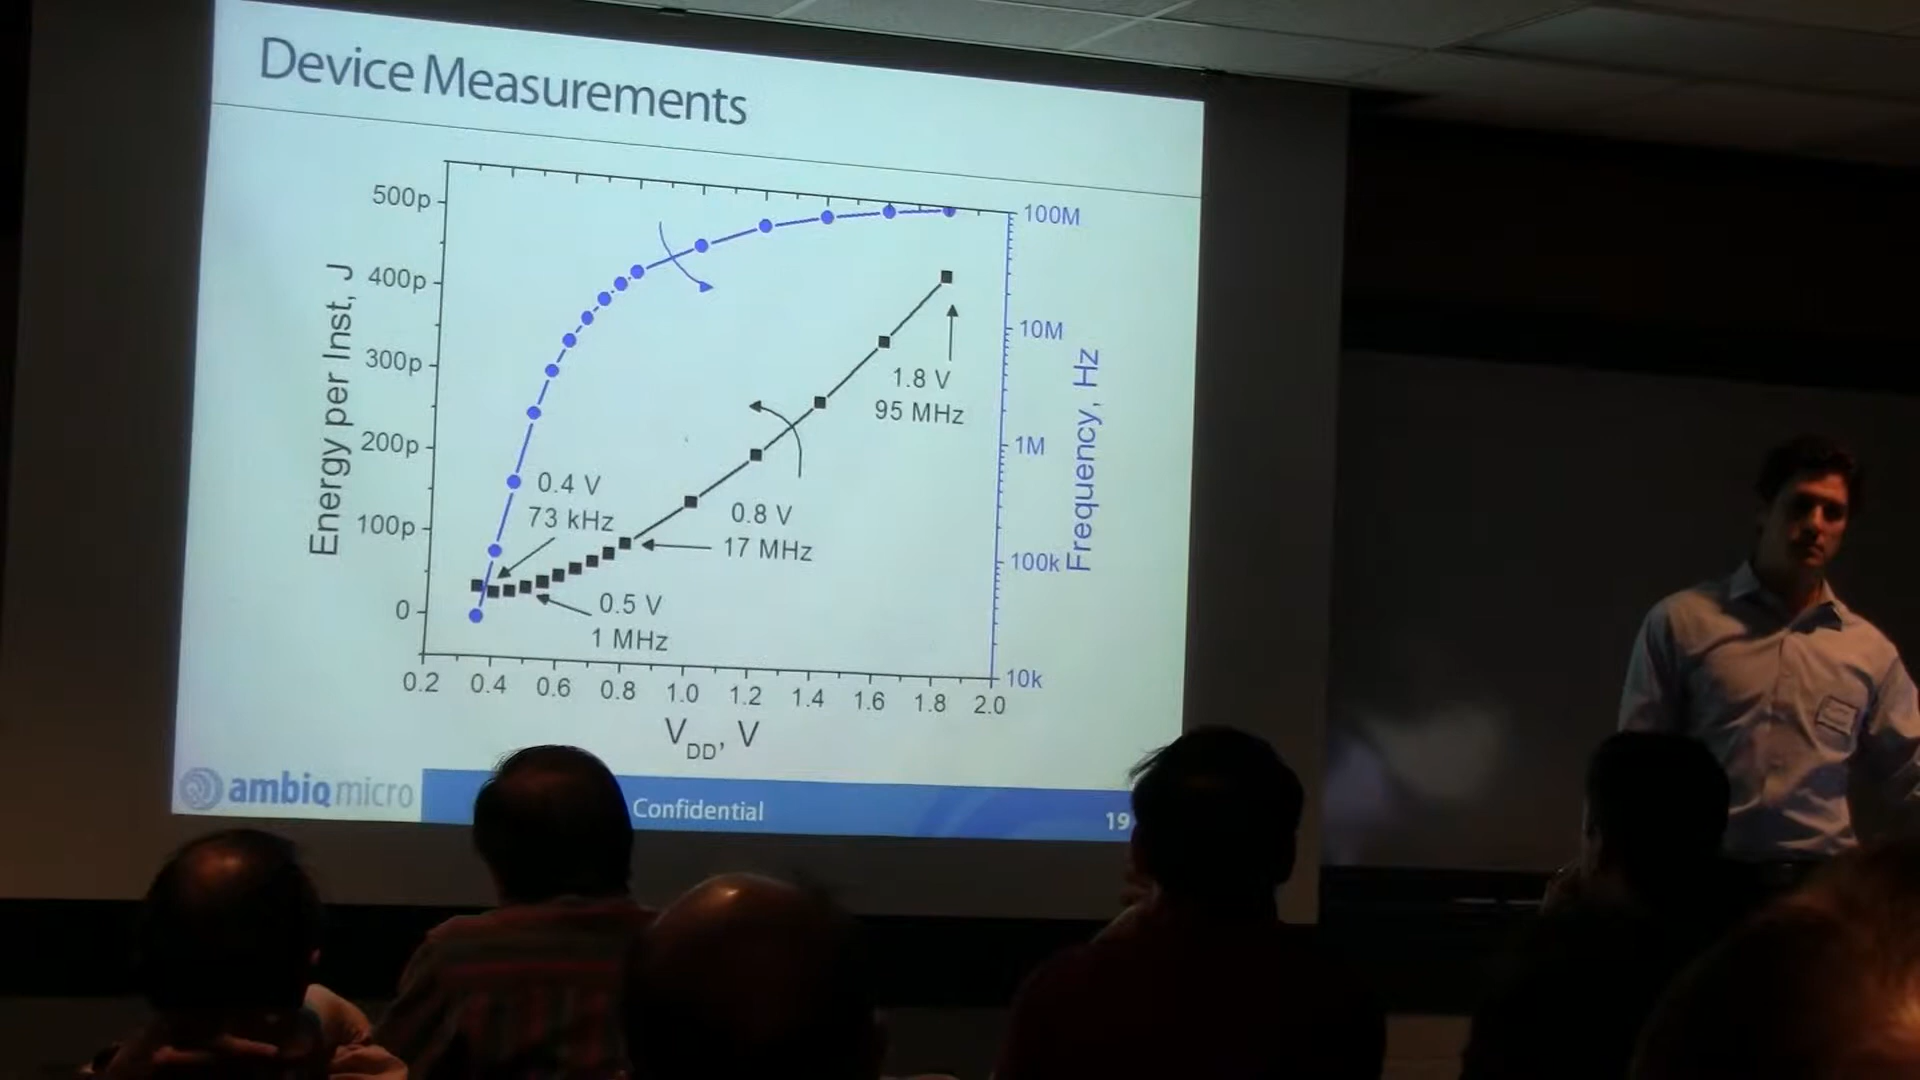 Device Measurements
500p
400p
300p
200p
100p
0
Energy per Inst, J
100M
10M
1M
100k
10k
Frequency, Hz
1.8 V
95 MHz
0.4 V
73 kHz
0.8 V
17 MHz
0.5 V
1 MHz
0.2 0.4 0.6 0.8 1.0 1.2 1.4 1.6 1.8 2.0
VDD, V
ambiq micro
Confidential
19